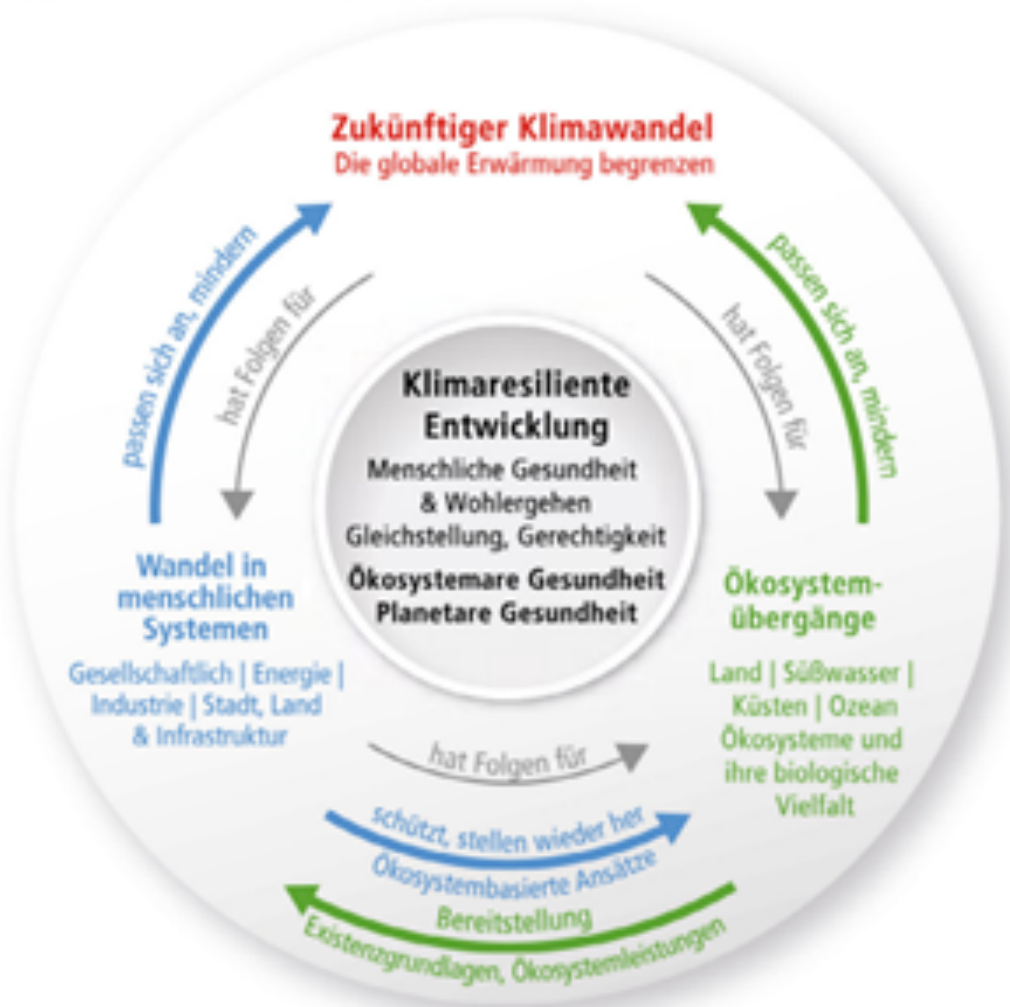 Zukünftiger Klimawandel
Die globale Erwärmung begrenzen
passen sich an, mindern
hat Folgen für
hat Folgen für
passen sich an, mindern
Klimaresiliente
Entwicklung
Menschliche Gesundheit
& Wohlergehen
Gleichstellung, Gerechtigkeit
Ökosystemare Gesundheit
Planetare Gesundheit
Wandel in
menschlichen
Systemen
Gesellschaftlich | Energie |
Industrie | Stadt, Land
& Infrastruktur
Ökosystem-
übergänge
Land | Süßwasser |
Küsten | Ozean
Ökosysteme und
ihre biologische
Vielfalt
hat Folgen für
schützt, stellen wieder her
Ökosystembasierte Ansätze
Bereitstellung
Existenzgrundlagen, Ökosystemleistungen